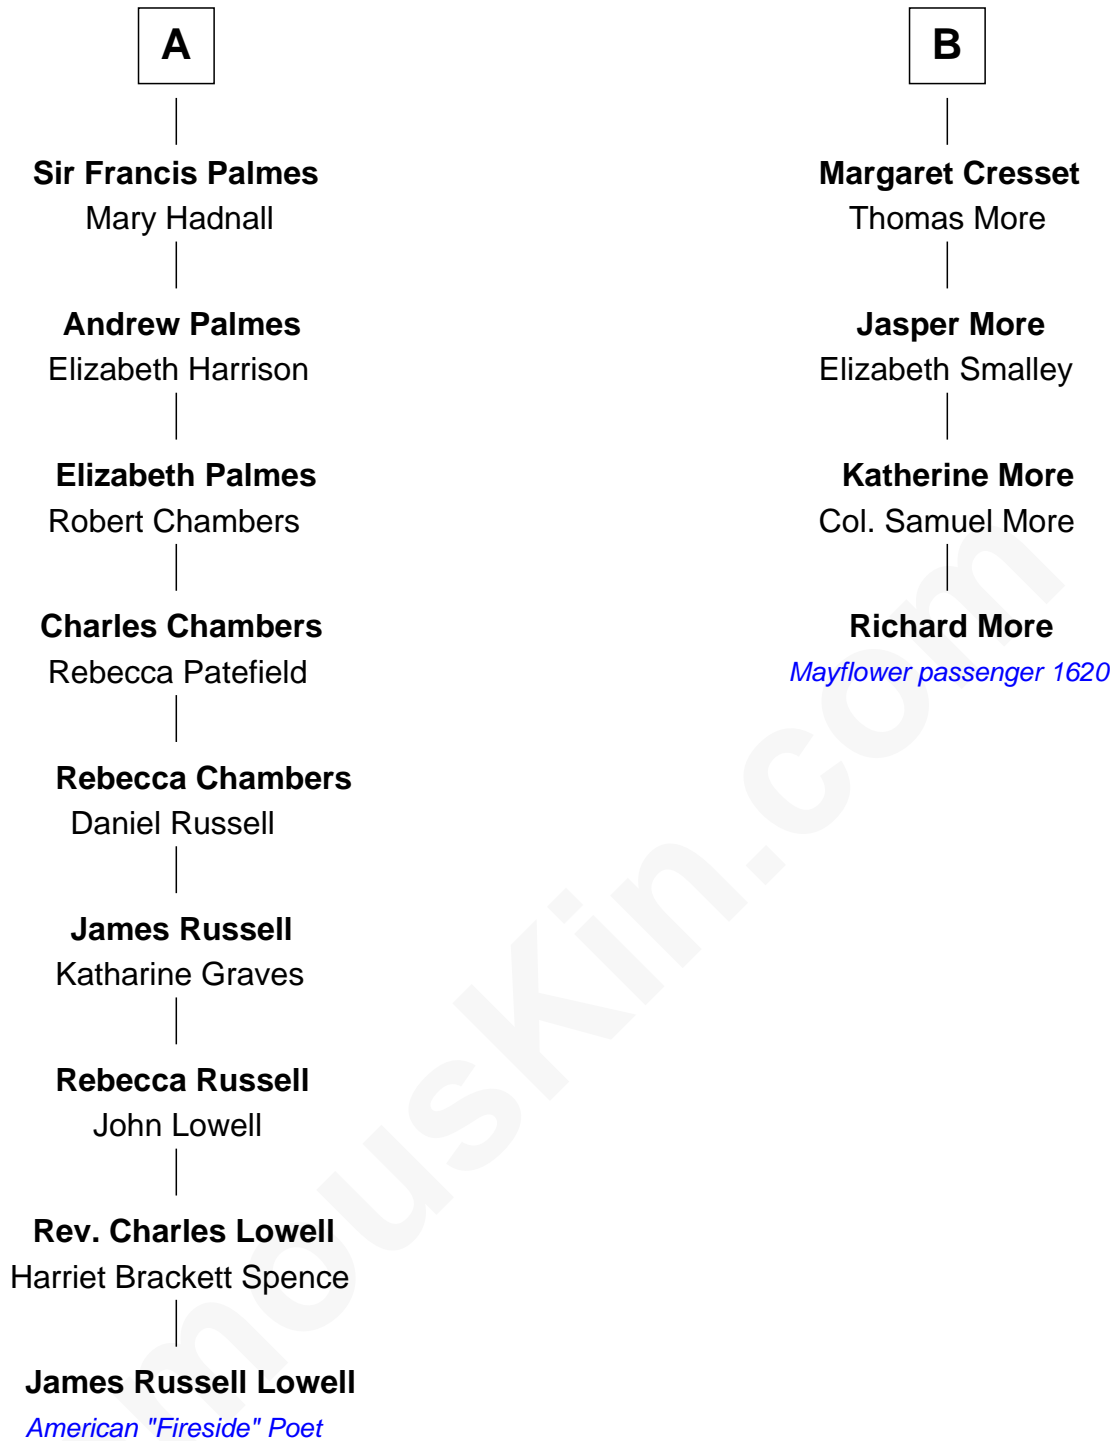 A
Sir Francis Palmes
Mary Hadnall
Andrew Palmes
Elizabeth Harrison
Elizabeth Palmes
Robert Chambers
Charles Chambers
Rebecca Patefield
Rebecca Chambers
Daniel Russell
James Russell
Katharine Graves
Rebecca Russell
John Lowell
Rev. Charles Lowell
Harriet Brackett Spence
James Russell Lowell
American "Fireside" Poet
B
Margaret Cresset
Thomas More
Jasper More
Elizabeth Smalley
Katherine More
Col. Samuel More
Richard More
Mayflower passenger 1620
mousKin.com